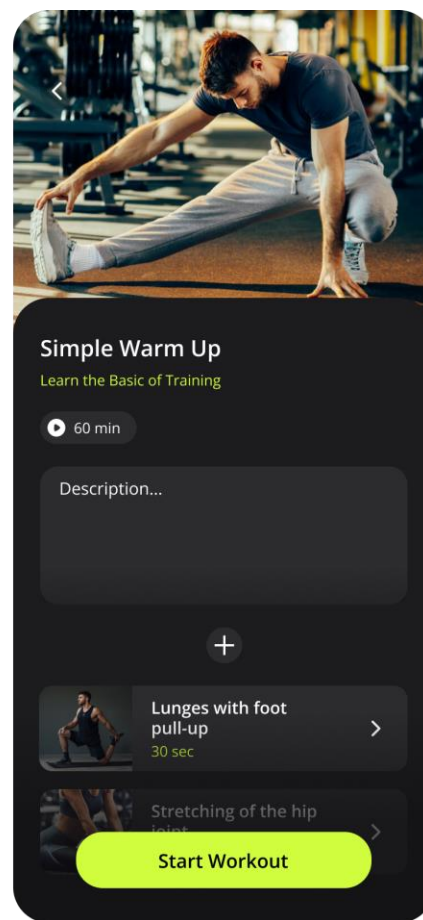 Simple Warm Up
Learn the Basic of Training
60 min
Description...
Lunges with foot
pull-up
30 sec
Stretching of the hip
joint
Start Workout